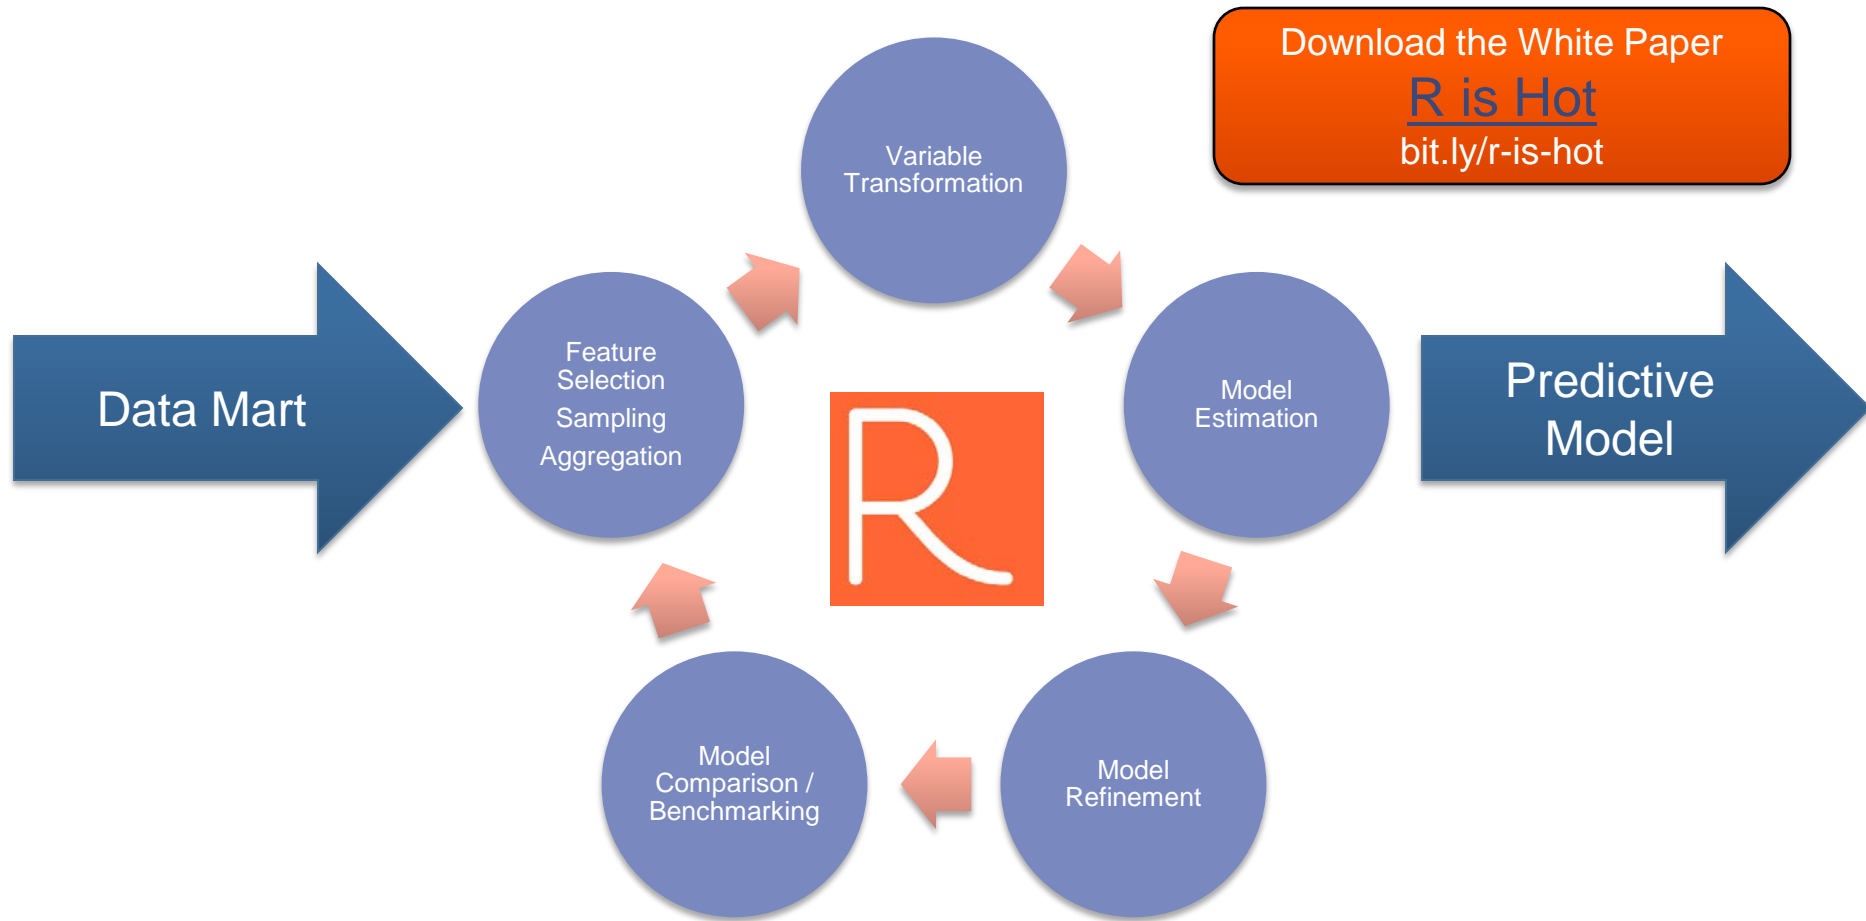 Download the White Paper
R is Hot
bit.ly/r-is-hot
Variable
Transformation
Data Mart
Feature
Selection
Sampling
Aggregation
R
Model
Estimation
Predictive
Model
Model
Comparison /
Benchmarking
Model
Refinement